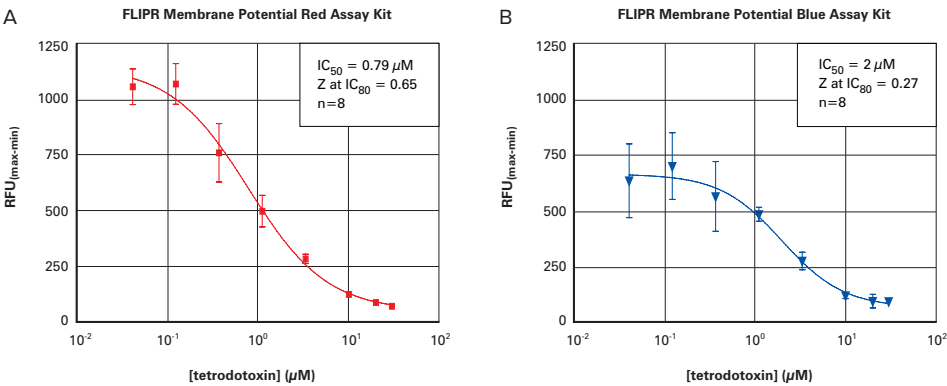 A
FLIPR Membrane Potential Red Assay Kit
1250
1000
750
500
250
0
RFU(max-min)
IC50 = 0.79 µM
Z at IC80 = 0.65
n=8
10-2
10-1
100
101
102
[tetrodotoxin] (µM)
B
FLIPR Membrane Potential Blue Assay Kit
1250
1000
750
500
250
0
RFU(max-min)
IC50 = 2 µM
Z at IC80 = 0.27
n=8
10-2
10-1
100
101
102
[tetrodotoxin] (µM)